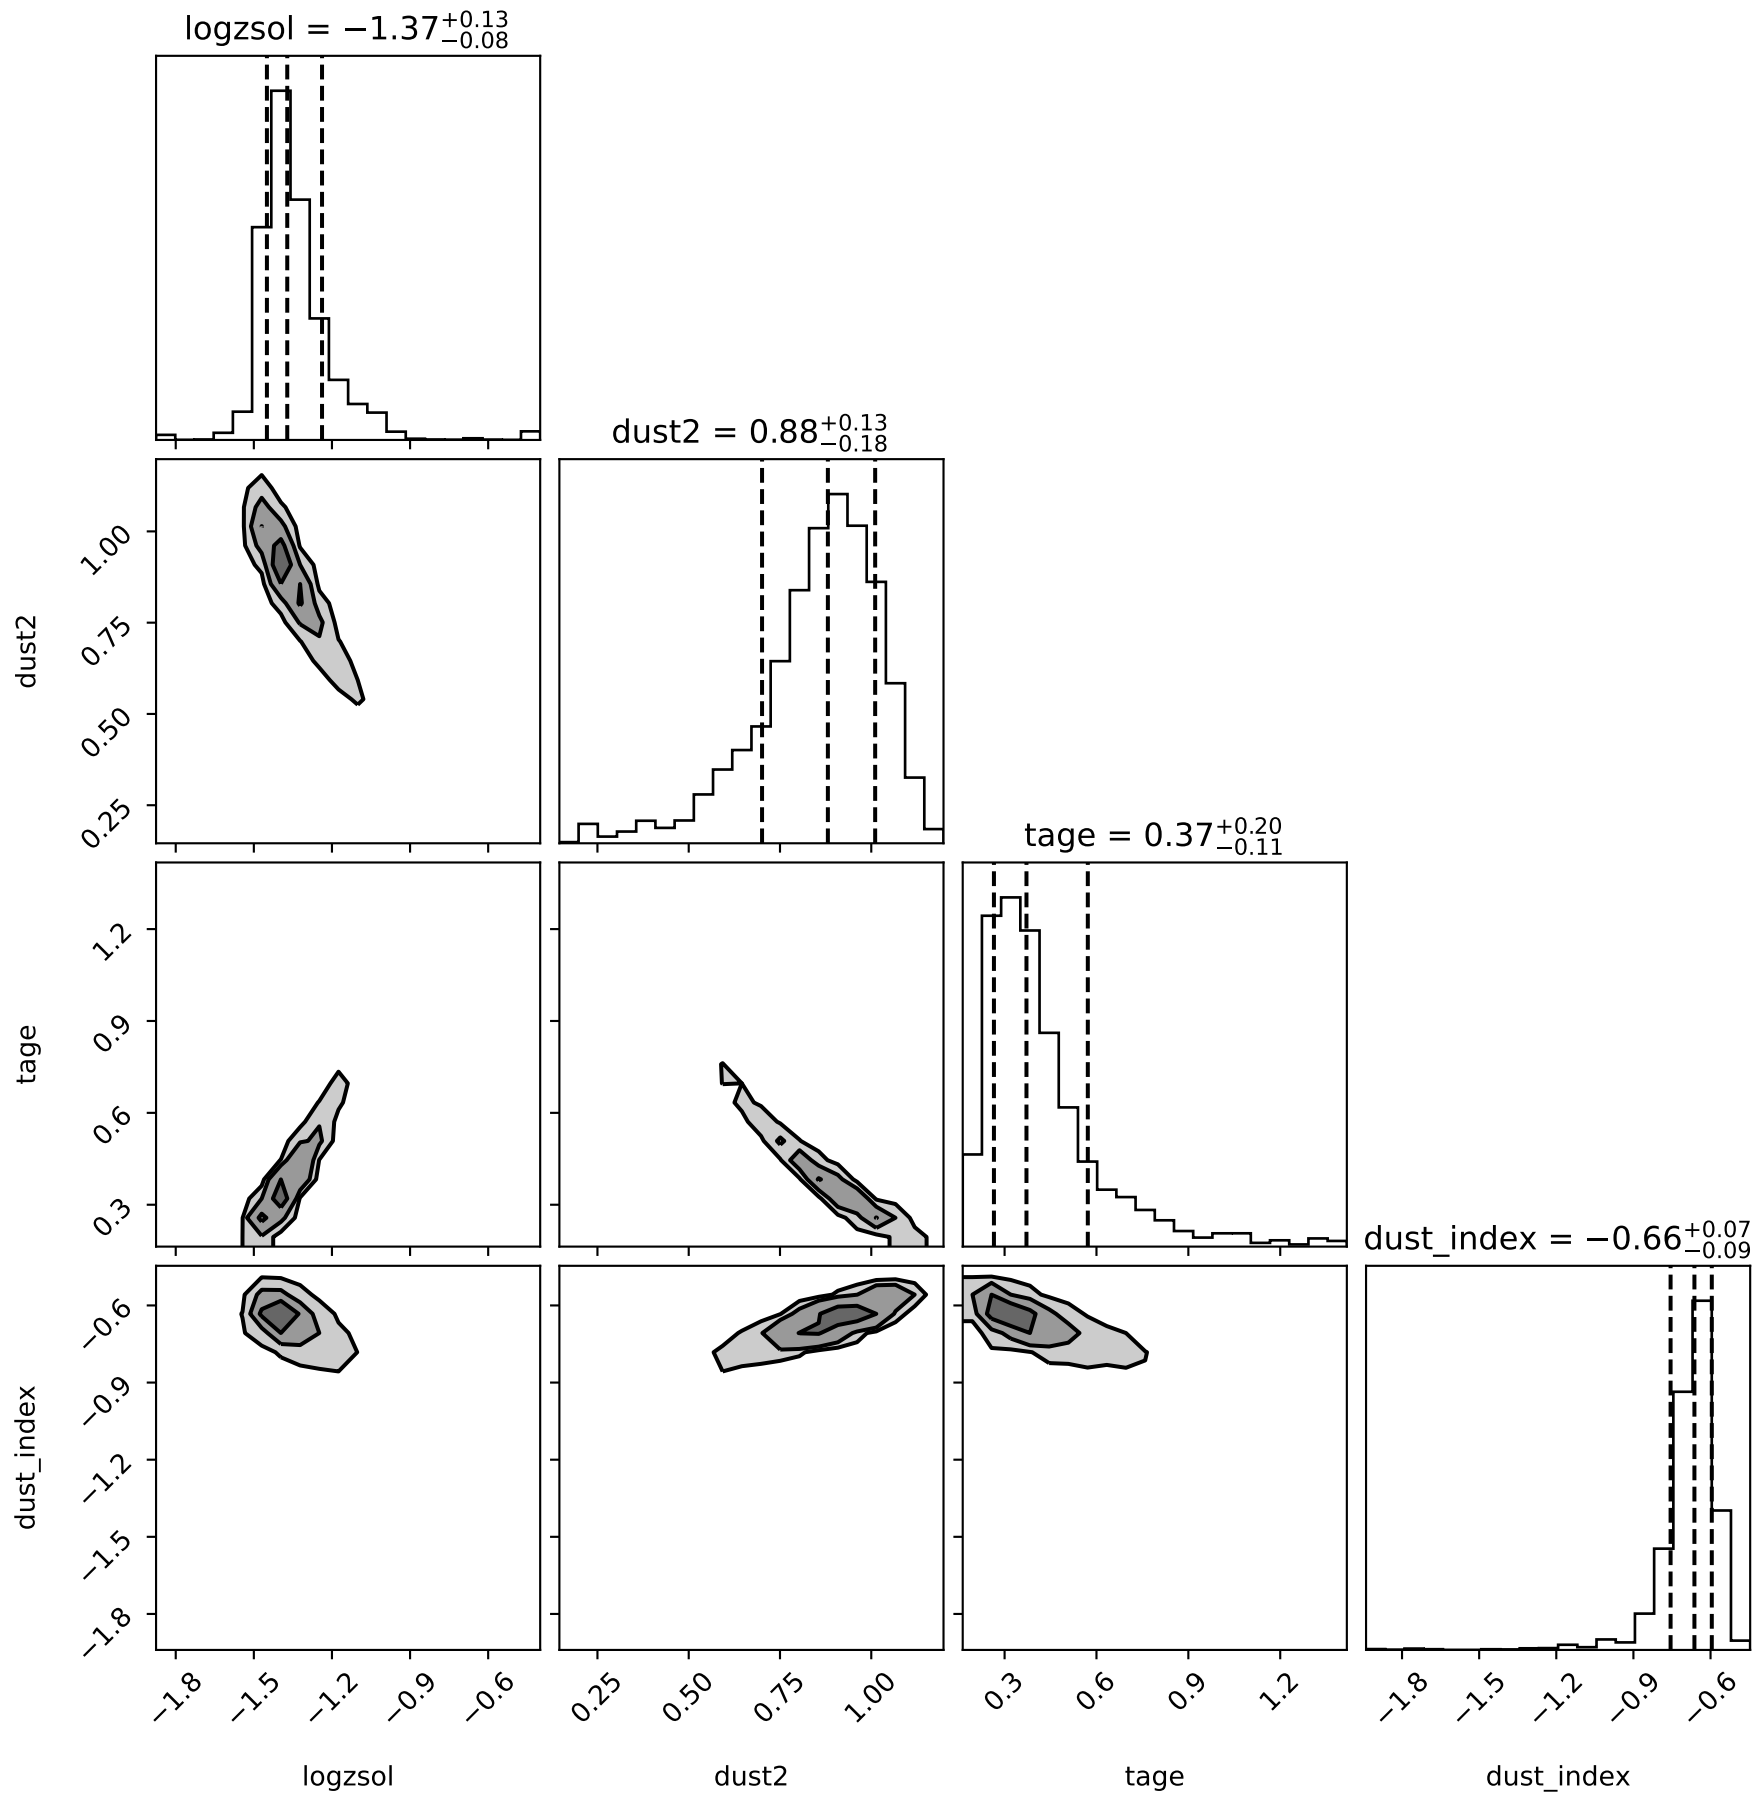 logzsol = −1.37+0.13−0.08
dust2 = 0.88+0.13−0.18
1.00
0.75
0.50
0.25
dust2
tage = 0.37+0.20−0.11
1.2
0.9
0.6
0.3
tage
dust_index = −0.66+0.07−0.09
−0.6
−0.9
−1.2
−1.5
−1.8
dust_index
−1.8 −1.5 −1.2 −0.9 −0.6
0.25 0.50 0.75 1.00
0.3 0.6 0.9 1.2
−1.8 −1.5 −1.2 −0.9 −0.6
logzsol dust2 tage dust_index